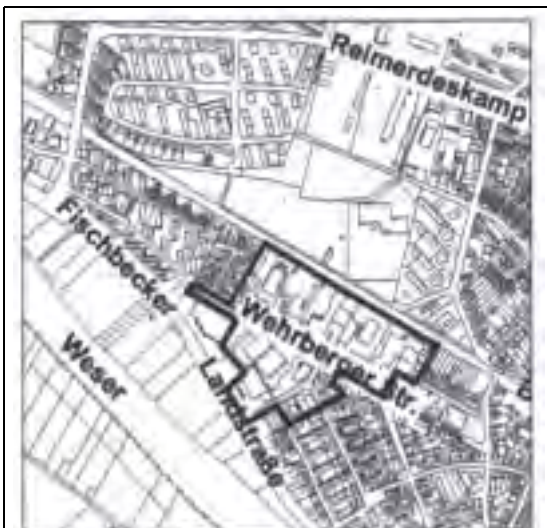 Reimerdeskamp
Fischbecker
Landstraße
Wehrberger Str.
Weser